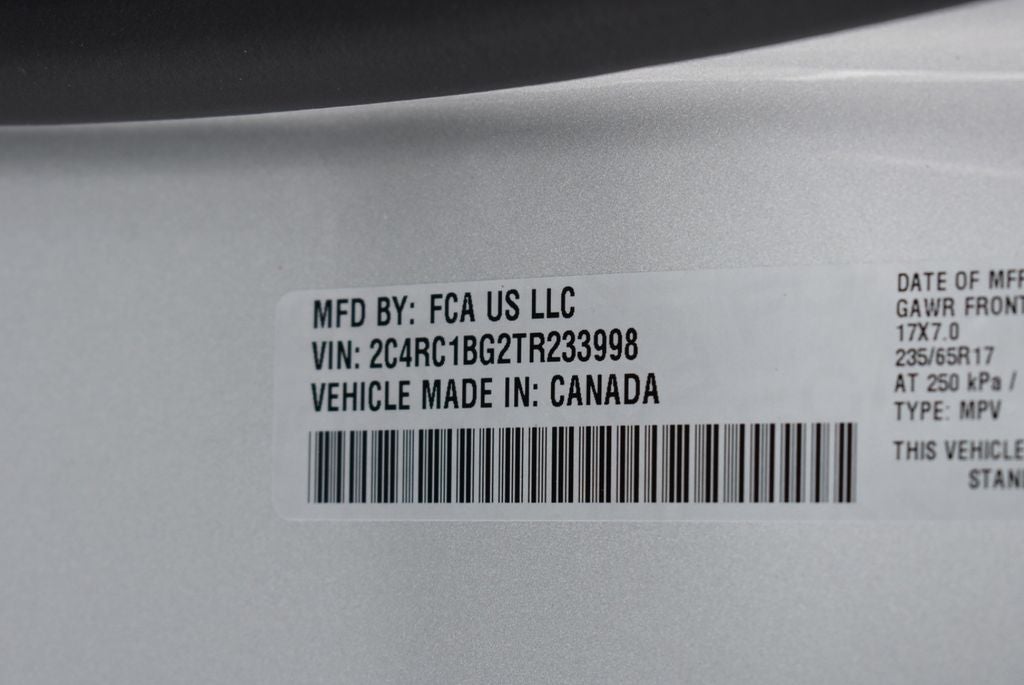 MFD BY: FCA US LLC
VIN: 2C4RC1BG2TR233998
VEHICLE MADE IN: CANADA
DATE OF MFR
GAWR FRONT
17X7.0
235/65R17
AT 250 kPa /
TYPE: MPV
THIS VEHICLE
STAN